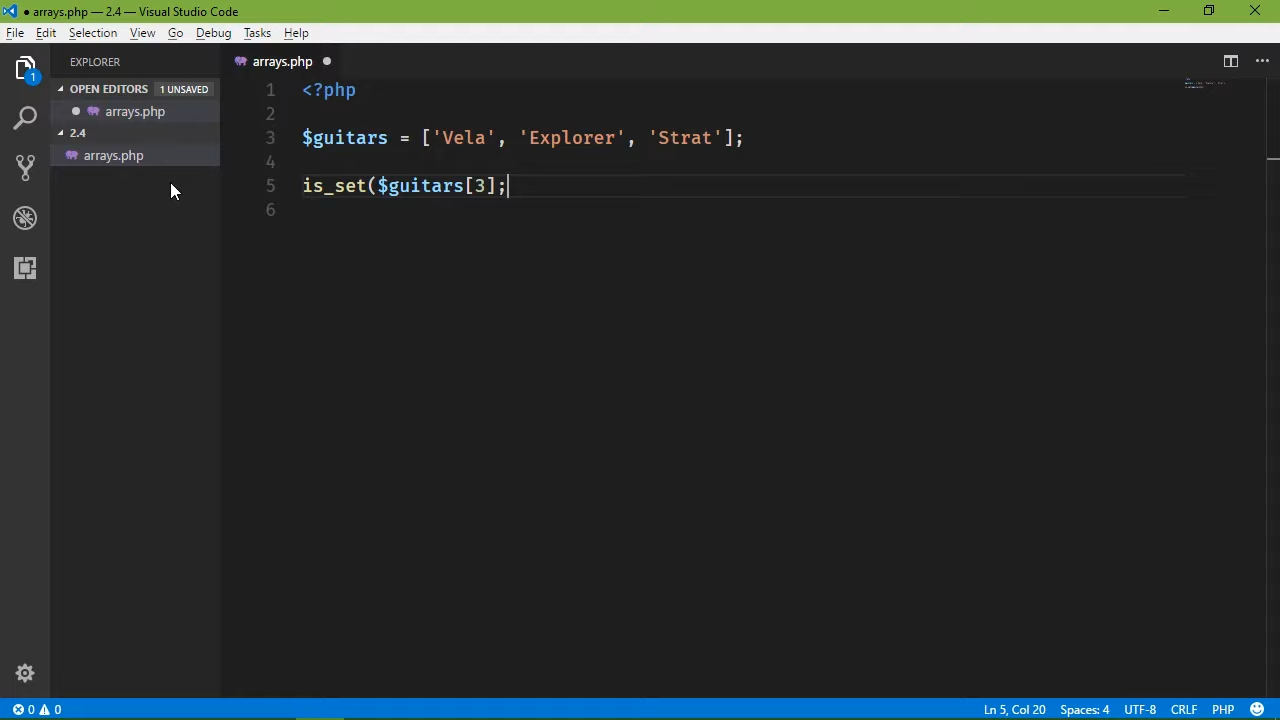 ● arrays.php — 2.4 — Visual Studio Code
File Edit Selection View Go Debug Tasks Help
EXPLORER
OPEN EDITORS 1 UNSAVED
● arrays.php
2.4
arrays.php
1
arrays.php ●
1 <?php
2
3 $guitars = ['Vela', 'Explorer', 'Strat'];
4
5 is_set($guitars[3];
6
0 0
Ln 5, Col 20 Spaces: 4 UTF-8 CRLF PHP